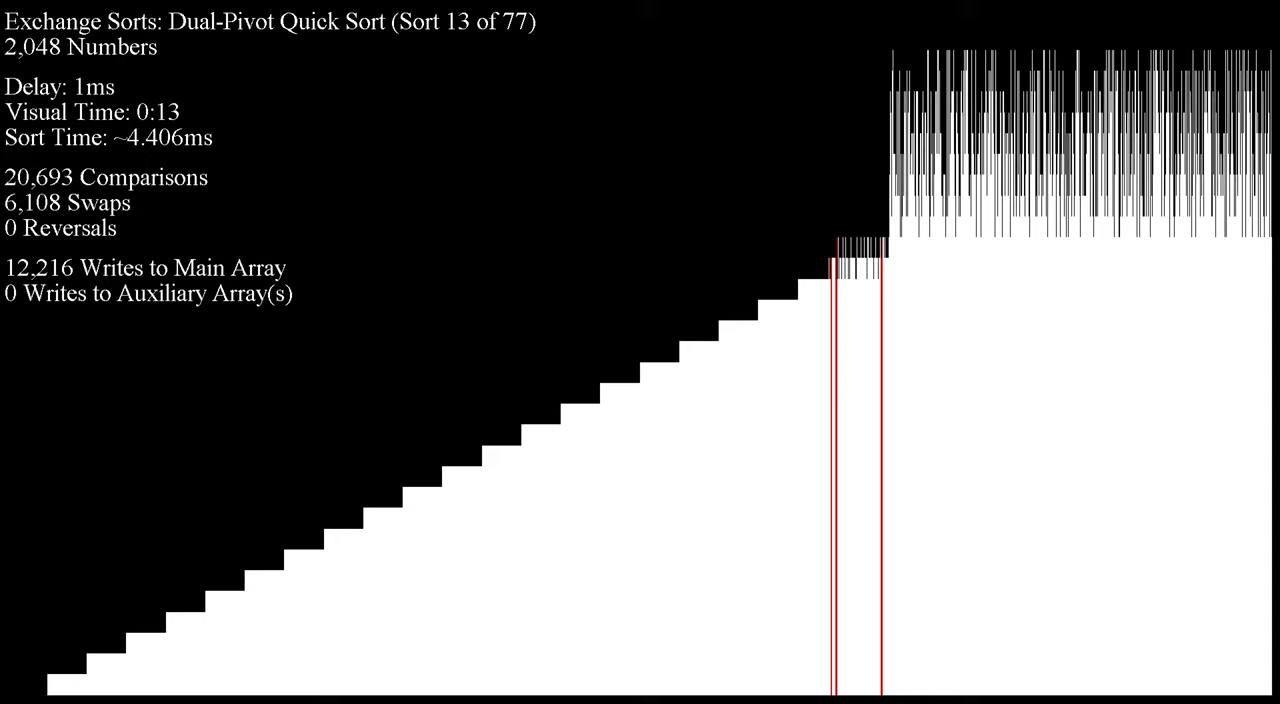 Exchange Sorts: Dual-Pivot Quick Sort (Sort 13 of 77)
2,048 Numbers
Delay: 1ms
Visual Time: 0:13
Sort Time: ~4.406ms
20,693 Comparisons
6,108 Swaps
0 Reversals
12,216 Writes to Main Array
0 Writes to Auxiliary Array(s)